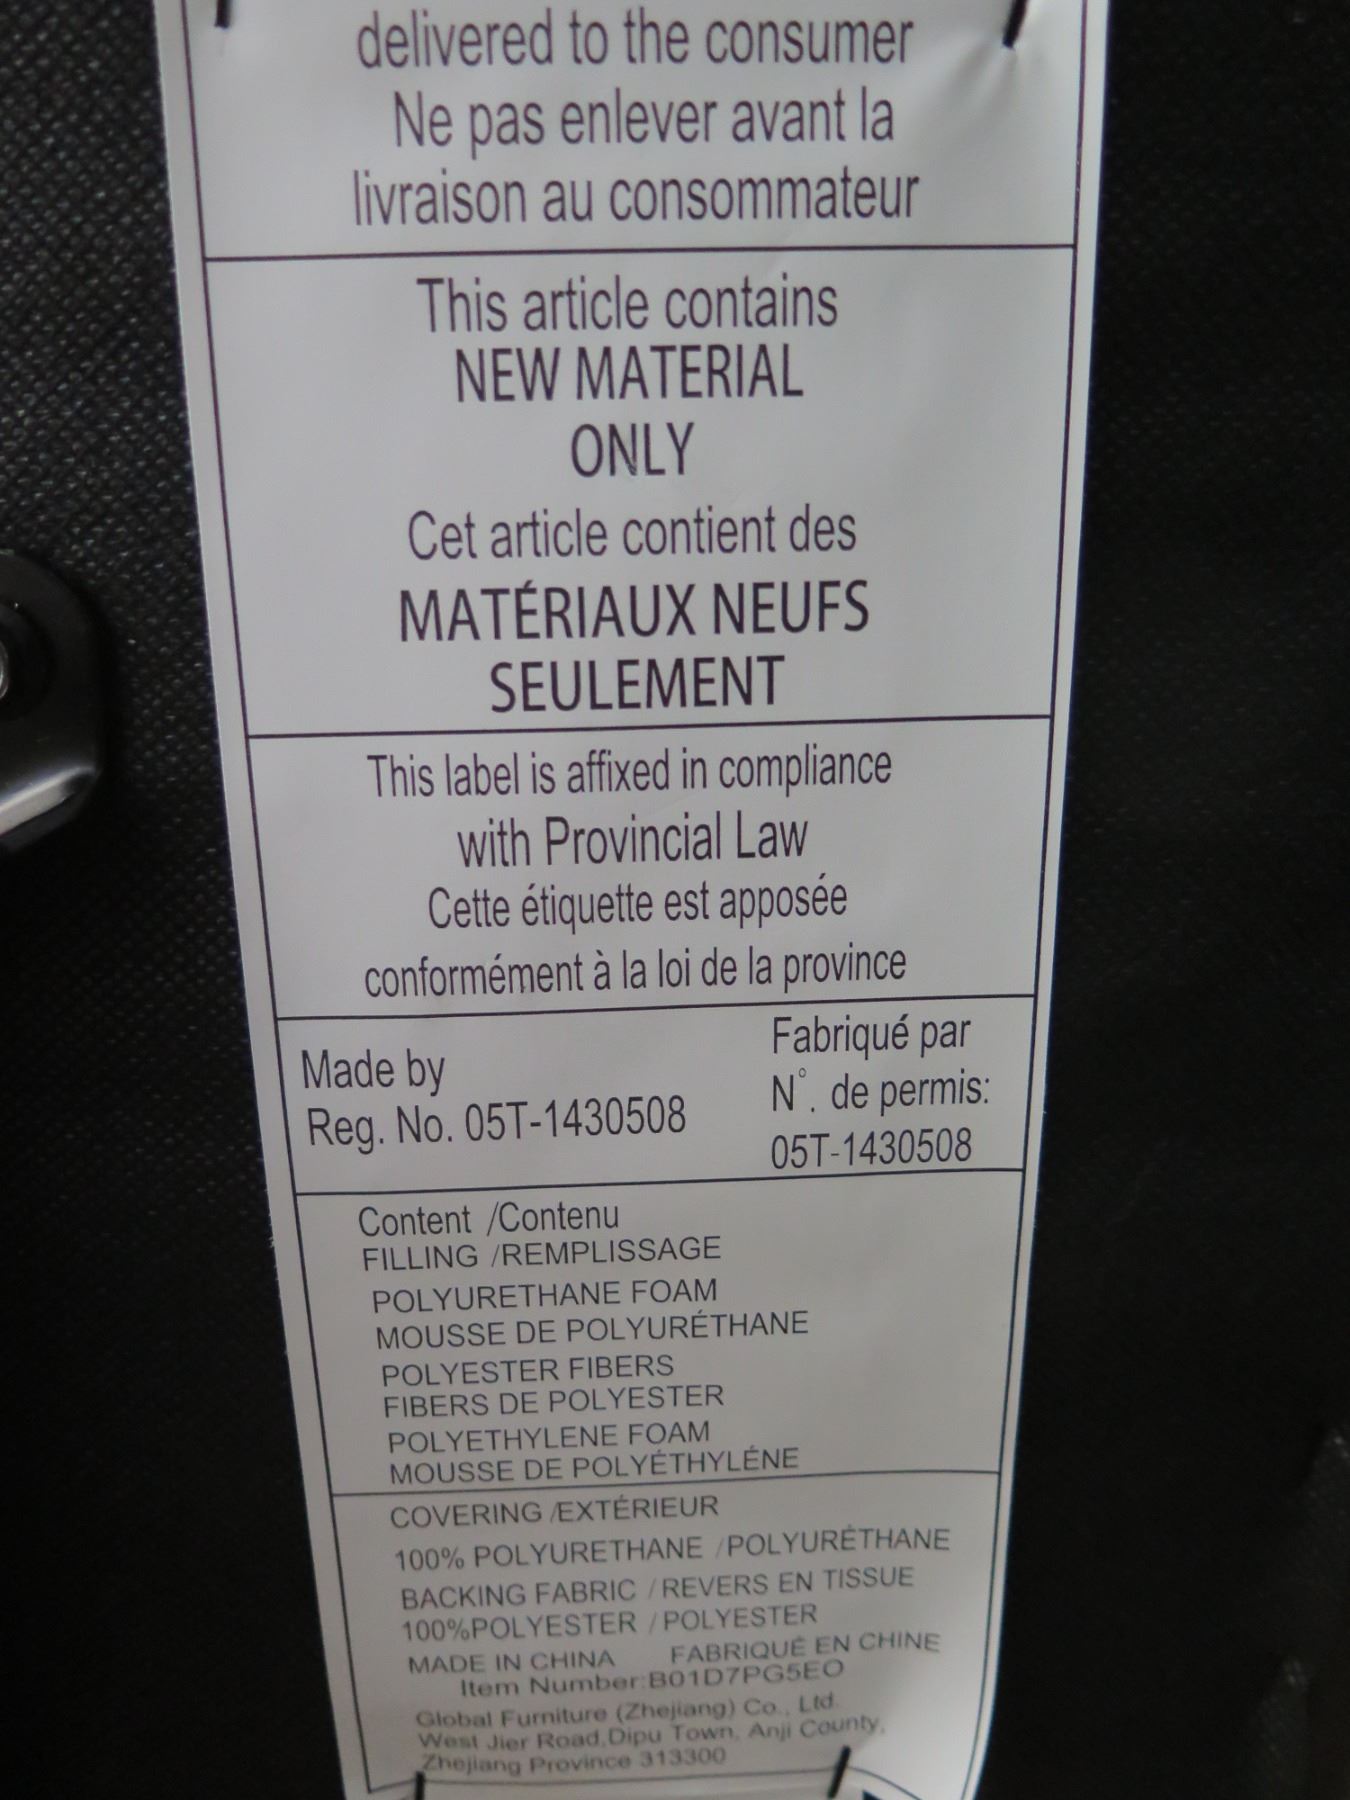 delivered to the consumer
Ne pas enlever avant la
livraison au consommateur
This article contains
NEW MATERIAL
ONLY
Cet article contient des
MATÉRIAUX NEUFS
SEULEMENT
This label is affixed in compliance
with Provincial Law
Cette étiquette est apposée
conformément à la loi de la province
Made by
Reg. No. 05T-1430508
Fabriqué par
N°. de permis:
05T-1430508
Content /Contenu
FILLING /REMPLISSAGE
POLYURETHANE FOAM
MOUSSE DE POLYURÉTHANE
POLYESTER FIBERS
FIBERS DE POLYESTER
POLYETHYLENE FOAM
MOUSSE DE POLYÉTHYLÉNE
COVERING /EXTÉRIEUR
100% POLYURETHANE /POLYURÉTHANE
BACKING FABRIC /REVERS EN TISSUE
100%POLYESTER /POLYESTER
MADE IN CHINA FABRIQUÉ EN CHINE
Item Number:B01D7PG5EO
Global Furniture (Zhejiang) Co., Ltd.
West Jier Road,Dipu Town, Anji County,
Zhejiang Province 313300